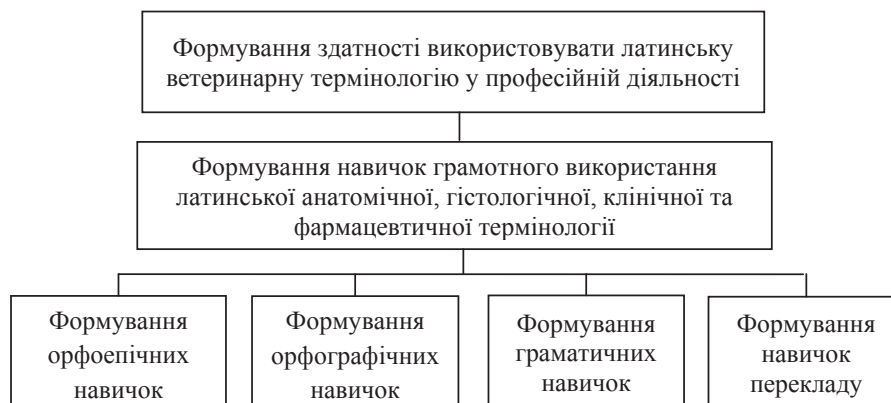 Формування здатності використовувати латинську
ветеринарну термінологію у професійній діяльності
Формування навичок грамотного використання
латинської анатомічної, гістологічної, клінічної та
фармацевтичної термінології
Формування
орфоепічних
навичок
Формування
орфографічних
навичок
Формування
граматичних
навичок
Формування
навичок
перекладу